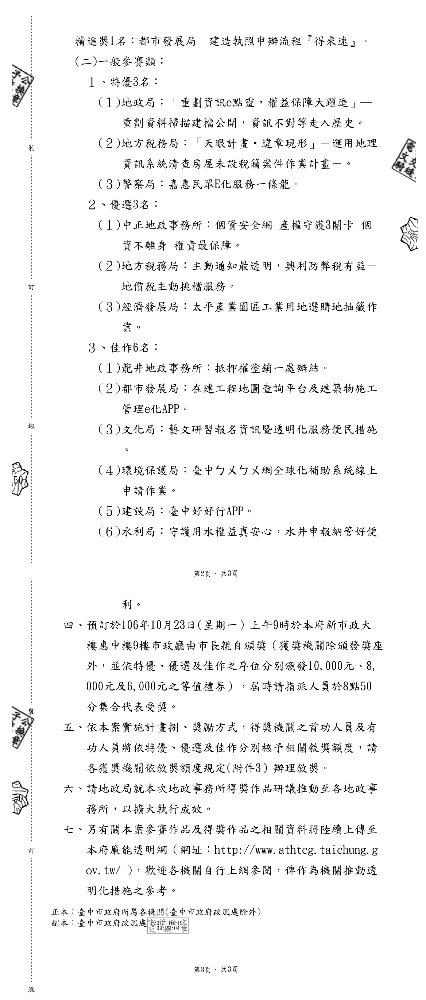 精進獎1名：都市發展局—建造執照申辦流程『得來速』。
(二)一般參賽類：
１、特優3名：
(１)地政局：「重劃資訊e點靈，權益保障大躍進」—
重劃資料掃描建檔公開，資訊不對等走入歷史。
(２)地方稅務局：「天眼計畫・違章現形」－運用地理
資訊系統清查房屋未設稅籍案件作業計畫－。
(３)警察局：嘉惠民眾E化服務一條龍。
２、優選3名：
(１)中正地政事務所：個資安全網 產權守護3關卡 個
資不離身 權責最保障。
(２)地方稅務局：主動通知最透明，興利防弊稅有益－
地價稅主動挑檔服務。
(３)經濟發展局：太平產業園區工業用地選購地抽籤作
業。
３、佳作6名：
(１)龍井地政事務所：抵押權塗銷一處辦結。
(２)都市發展局：在建工程地圖查詢平台及建築物施工
管理e化APP。
(３)文化局：藝文研習報名資訊暨透明化服務便民措施
。
(４)環境保護局：臺中ㄅㄨㄅㄨ網全球化補助系統線上
申請作業。
(５)建設局：臺中好好行APP。
(６)水利局：守護用水權益真安心，水井申報納管好便
裝
訂
線
公
子
換
章
電
交
文
騎
縫
2
50
第2頁， 共3頁
利。
四、預訂於106年10月23日(星期一）上午9時於本府新市政大
樓惠中樓9樓市政廳由市長親自頒獎（獲獎機關除頒發獎座
外，並依特優、優選及佳作之序位分別頒發10,000元、8,
000元及6,000元之等值禮券），屆時請指派人員於8點50
分集合代表受獎。
五、依本案實施計畫捌、獎勵方式，得獎機關之首功人員及有
功人員將依特優、優選及佳作分別核予相關敘獎額度，請
各獲獎機關依敘獎額度規定(附件3）辦理敘獎。
六、請地政局就本次地政事務所得獎作品研議推動至各地政事
務所，以擴大執行成效。
七、另有關本案參賽作品及得獎作品之相關資料將陸續上傳至
本府廉能透明網（網址：http://www.athtcg.taichung.g
ov.tw/ )，歡迎各機關自行上網參閱，俾作為機關推動透
明化措施之參考。
正本：臺中市政府所屬各機關(臺中市政府政風處除外)
副本：臺中市政府政風處
電子公文
2017-10-19
交換章
09:22:04
裝
公
子
換
章
訂
線
第3頁， 共3頁